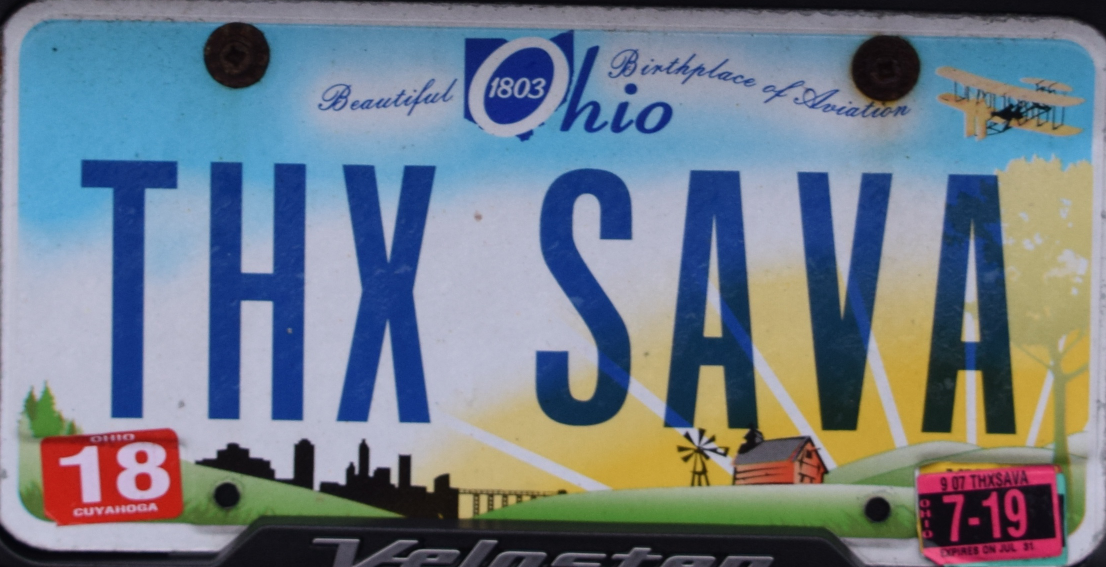 Beautiful Ohio Birthplace of Aviation
1803
THX SAVA
OHIO
18
CUYAHOGA
9 07 THXSAVA
OHIO
7-19
EXPIRES ON JUL 31
Veloster